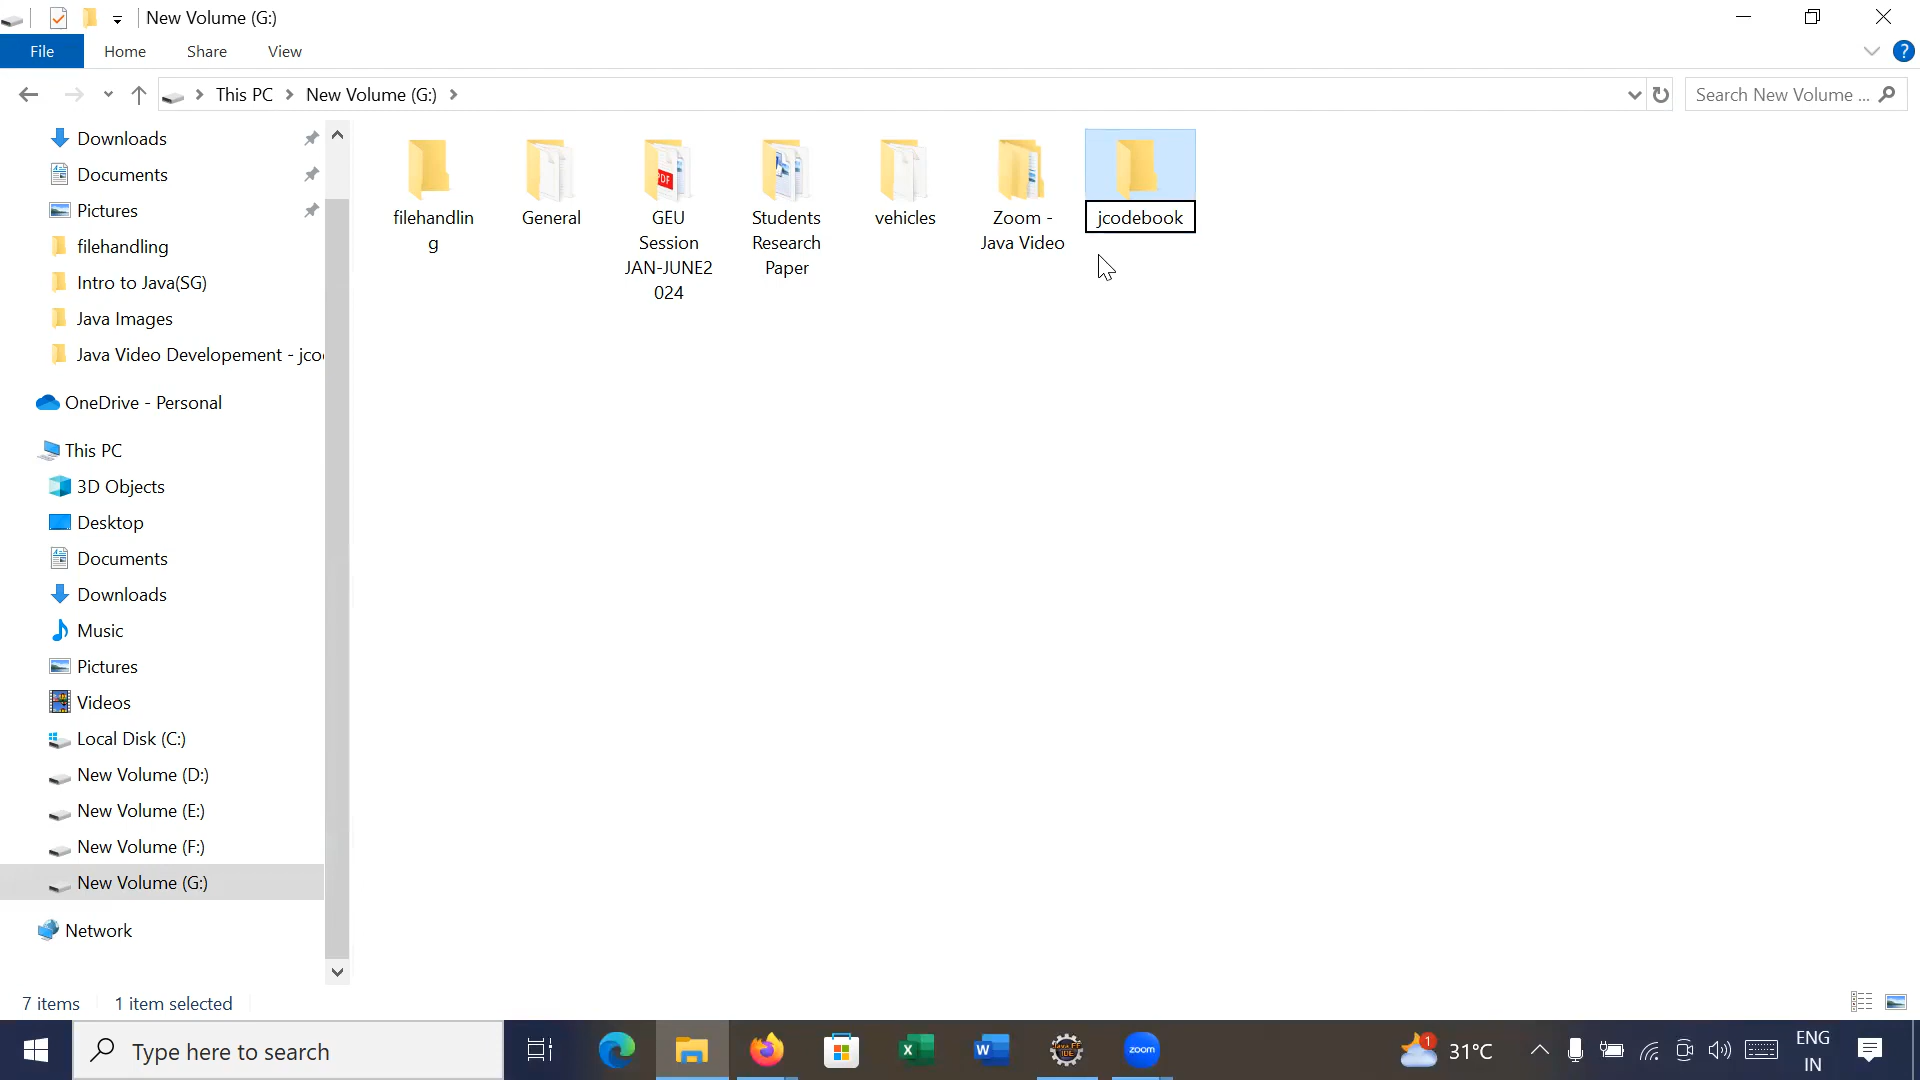 New Volume (G:)
File Home Share View
This PC New Volume (G:)
Search New Volume ...
Downloads
Documents
Pictures
filehandling
Intro to Java(SG)
Java Images
Java Video Developement - jco
OneDrive - Personal
This PC
3D Objects
Desktop
Documents
Downloads
Music
Pictures
Videos
Local Disk (C:)
New Volume (D:)
New Volume (E:)
New Volume (F:)
New Volume (G:)
Network
filehandlin
g
General
GEU
Session
JAN-JUNE2
024
PDF
Students
Research
Paper
vehicles
Zoom -
Java Video
jcodebook
7 items 1 item selected
Type here to search
zoom
1
31°C
ENG
IN